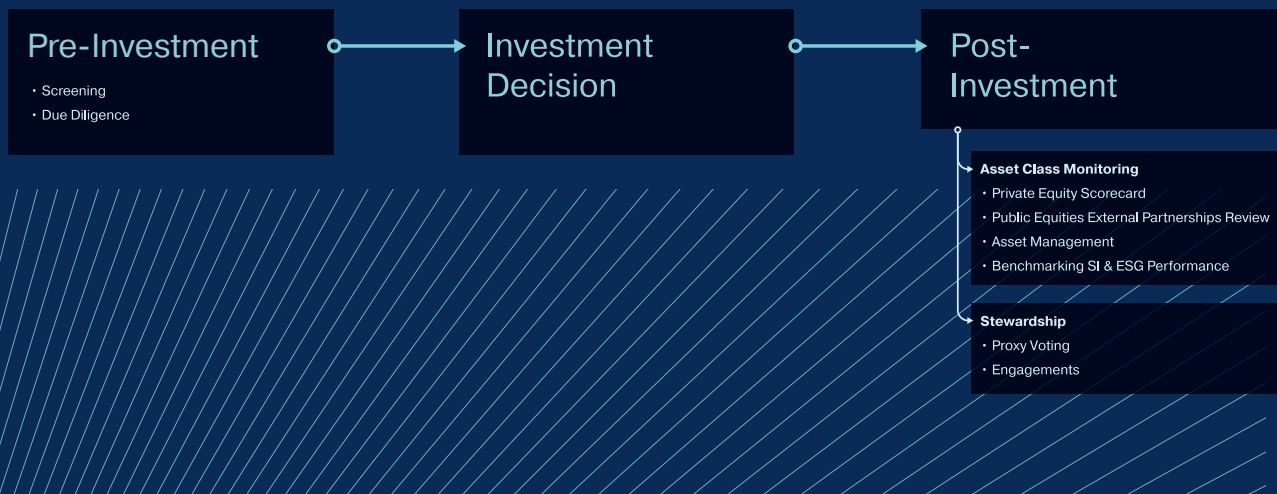 Pre-Investment
• Screening
• Due Diligence
Investment
Decision
Post-
Investment
Asset Class Monitoring
• Private Equity Scorecard
• Public Equities External Partnerships Review
• Asset Management
• Benchmarking SI & ESG Performance
Stewardship
• Proxy Voting
• Engagements